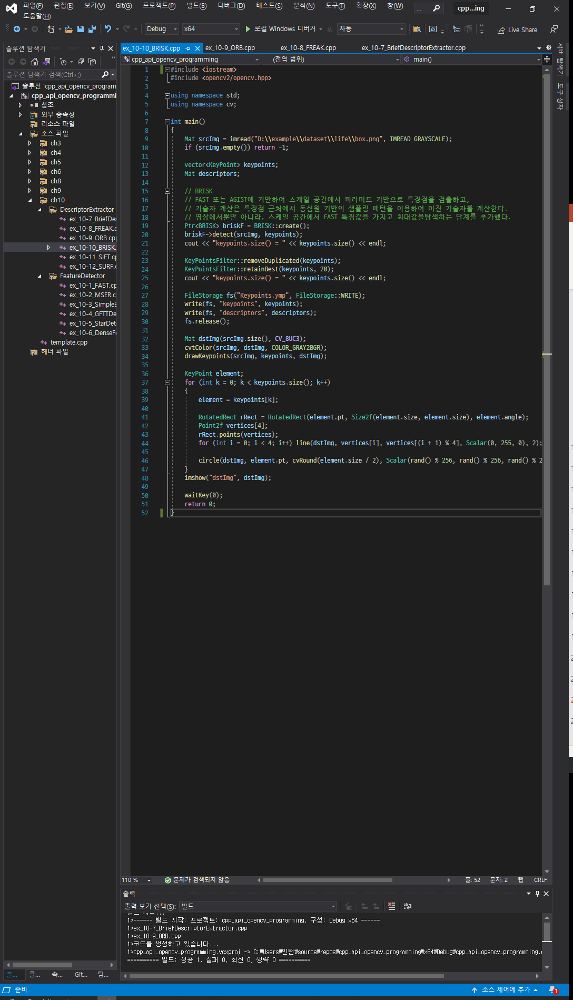 파일(F) 편집(E) 보기(V) Git(G) 프로젝트(P) 빌드(B) 디버그(D) 테스트(S) 분석(N) 도구(T) 확장(X) 창(W) ... cpp...ing
도움말(H)
Debug x64 로컬 Windows 디버거 자동 Live Share
솔루션 탐색기
솔루션 탐색기 검색(Ctrl+;)
솔루션 'cpp_api_opencv_program
cpp_api_opencv_programmi
참조
외부 종속성
리소스 파일
소스 파일
ch3
ch4
ch5
ch6
ch8
ch9
ch10
DescriptorExtractor
ex_10-7_BriefDes
ex_10-8_FREAK.c
ex_10-9_ORB.cpp
ex_10-10_BRISK.
ex_10-11_SIFT.cp
ex_10-12_SURF.c
FeatureDetector
ex_10-1_FAST.cp
ex_10-2_MSER.c
ex_10-3_SimpleB
ex_10-4_GFTTDe
ex_10-5_StarDet
ex_10-6_DenseFe
template.cpp
헤더 파일
솔... 클... 속... Git... 팀...
ex_10-10_BRISK.cpp ex_10-9_ORB.cpp ex_10-8_FREAK.cpp ex_10-7_BriefDescriptorExtractor.cpp
cpp_api_opencv_programming (전역 범위) main()
1 #include <iostream>
2 #include <opencv2/opencv.hpp>
3
4 using namespace std;
5 using namespace cv;
6
7 int main()
8 {
9 Mat srcImg = imread("D:\\example\\dataset\\life\\box.png", IMREAD_GRAYSCALE);
10 if (srcImg.empty()) return -1;
11
12 vector<KeyPoint> keypoints;
13 Mat descriptors;
14
15 // BRISK
16 // FAST 또는 AGIST에 기반하여 스케일 공간에서 피라미드 기반으로 특징점을 검출하고,
17 // 기술자 계산은 특징점 근처에서 동심원 기반의 샘플링 패턴을 이용하여 이진 기술자를 계산한다.
18 // 영상에서뿐만 아니라, 스케일 공간에서 FAST 특징값을 가지고 최대값을탐색하는 단계를 추가했다.
19 Ptr<BRISK> briskF = BRISK::create();
20 briskF->detect(srcImg, keypoints);
21 cout << "keypoints.size() = " << keypoints.size() << endl;
22
23 KeyPointsFilter::removeDuplicated(keypoints);
24 KeyPointsFilter::retainBest(keypoints, 20);
25 cout << "keypoints.size() = " << keypoints.size() << endl;
26
27 FileStorage fs("Keypoints.ymp", FileStorage::WRITE);
28 write(fs, "keypoints", keypoints);
29 write(fs, "descriptors", descriptors);
30 fs.release();
31
32 Mat dstImg(srcImg.size(), CV_8UC3);
33 cvtColor(srcImg, dstImg, COLOR_GRAY2BGR);
34 drawKeypoints(srcImg, keypoints, dstImg);
35
36 KeyPoint element;
37 for (int k = 0; k < keypoints.size(); k++)
38 {
39 element = keypoints[k];
40
41 RotatedRect rRect = RotatedRect(element.pt, Size2f(element.size, element.size), element.angle);
42 Point2f vertices[4];
43 rRect.points(vertices);
44 for (int i = 0; i < 4; i++) line(dstImg, vertices[i], vertices[(i + 1) % 4], Scalar(0, 255, 0), 2);
45
46 circle(dstImg, element.pt, cvRound(element.size / 2), Scalar(rand() % 256, rand() % 256, rand() % 2
47 }
48 imshow("dstImg", dstImg);
49
50 waitKey(0);
51 return 0;
52 }
서버 탐색기
도구 상자
110 % 문제가 검색되지 않음 줄: 52 문자: 2 탭 CRLF
출력
출력 보기 선택(S): 빌드
1>------ 빌드 시작: 프로젝트: cpp_api_opencv_programming, 구성: Debug x64 ------
1>ex_10-7_BriefDescriptorExtractor.cpp
1>ex_10-9_ORB.cpp
1>코드를 생성하고 있습니다...
1>cpp_api_opencv_programming.vcxproj -> C:\Users\인턴\source\repos\cpp_api_opencv_programming\x64\Debug\cpp_api_opencv_programming.
========== 빌드: 성공 1, 실패 0, 최신 0, 생략 0 ==========
준비 소스 제어에 추가 1